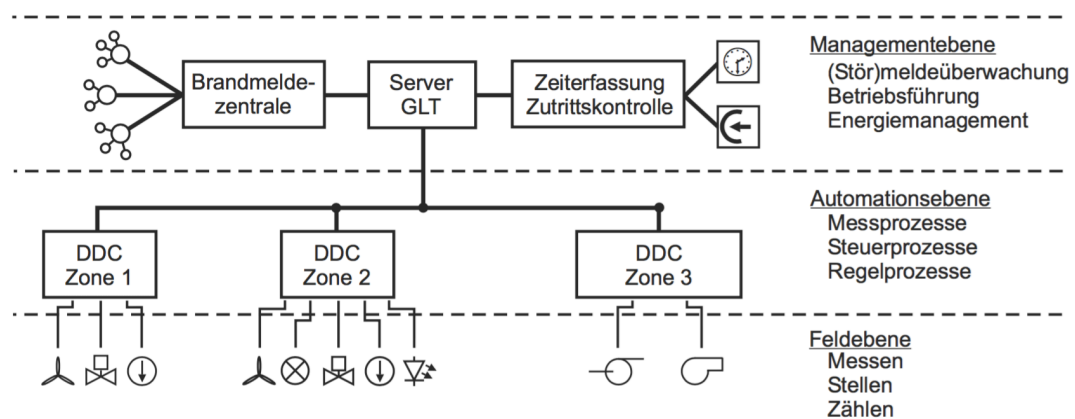 Brandmelde-
zentrale
Server
GLT
Zeiterfassung
Zutrittskontrolle
Managementebene
(Stör)meldeüberwachung
Betriebsführung
Energiemanagement
DDC
Zone 1
DDC
Zone 2
DDC
Zone 3
Automationsebene
Messprozesse
Steuerprozesse
Regelprozesse
Feldebene
Messen
Stellen
Zählen